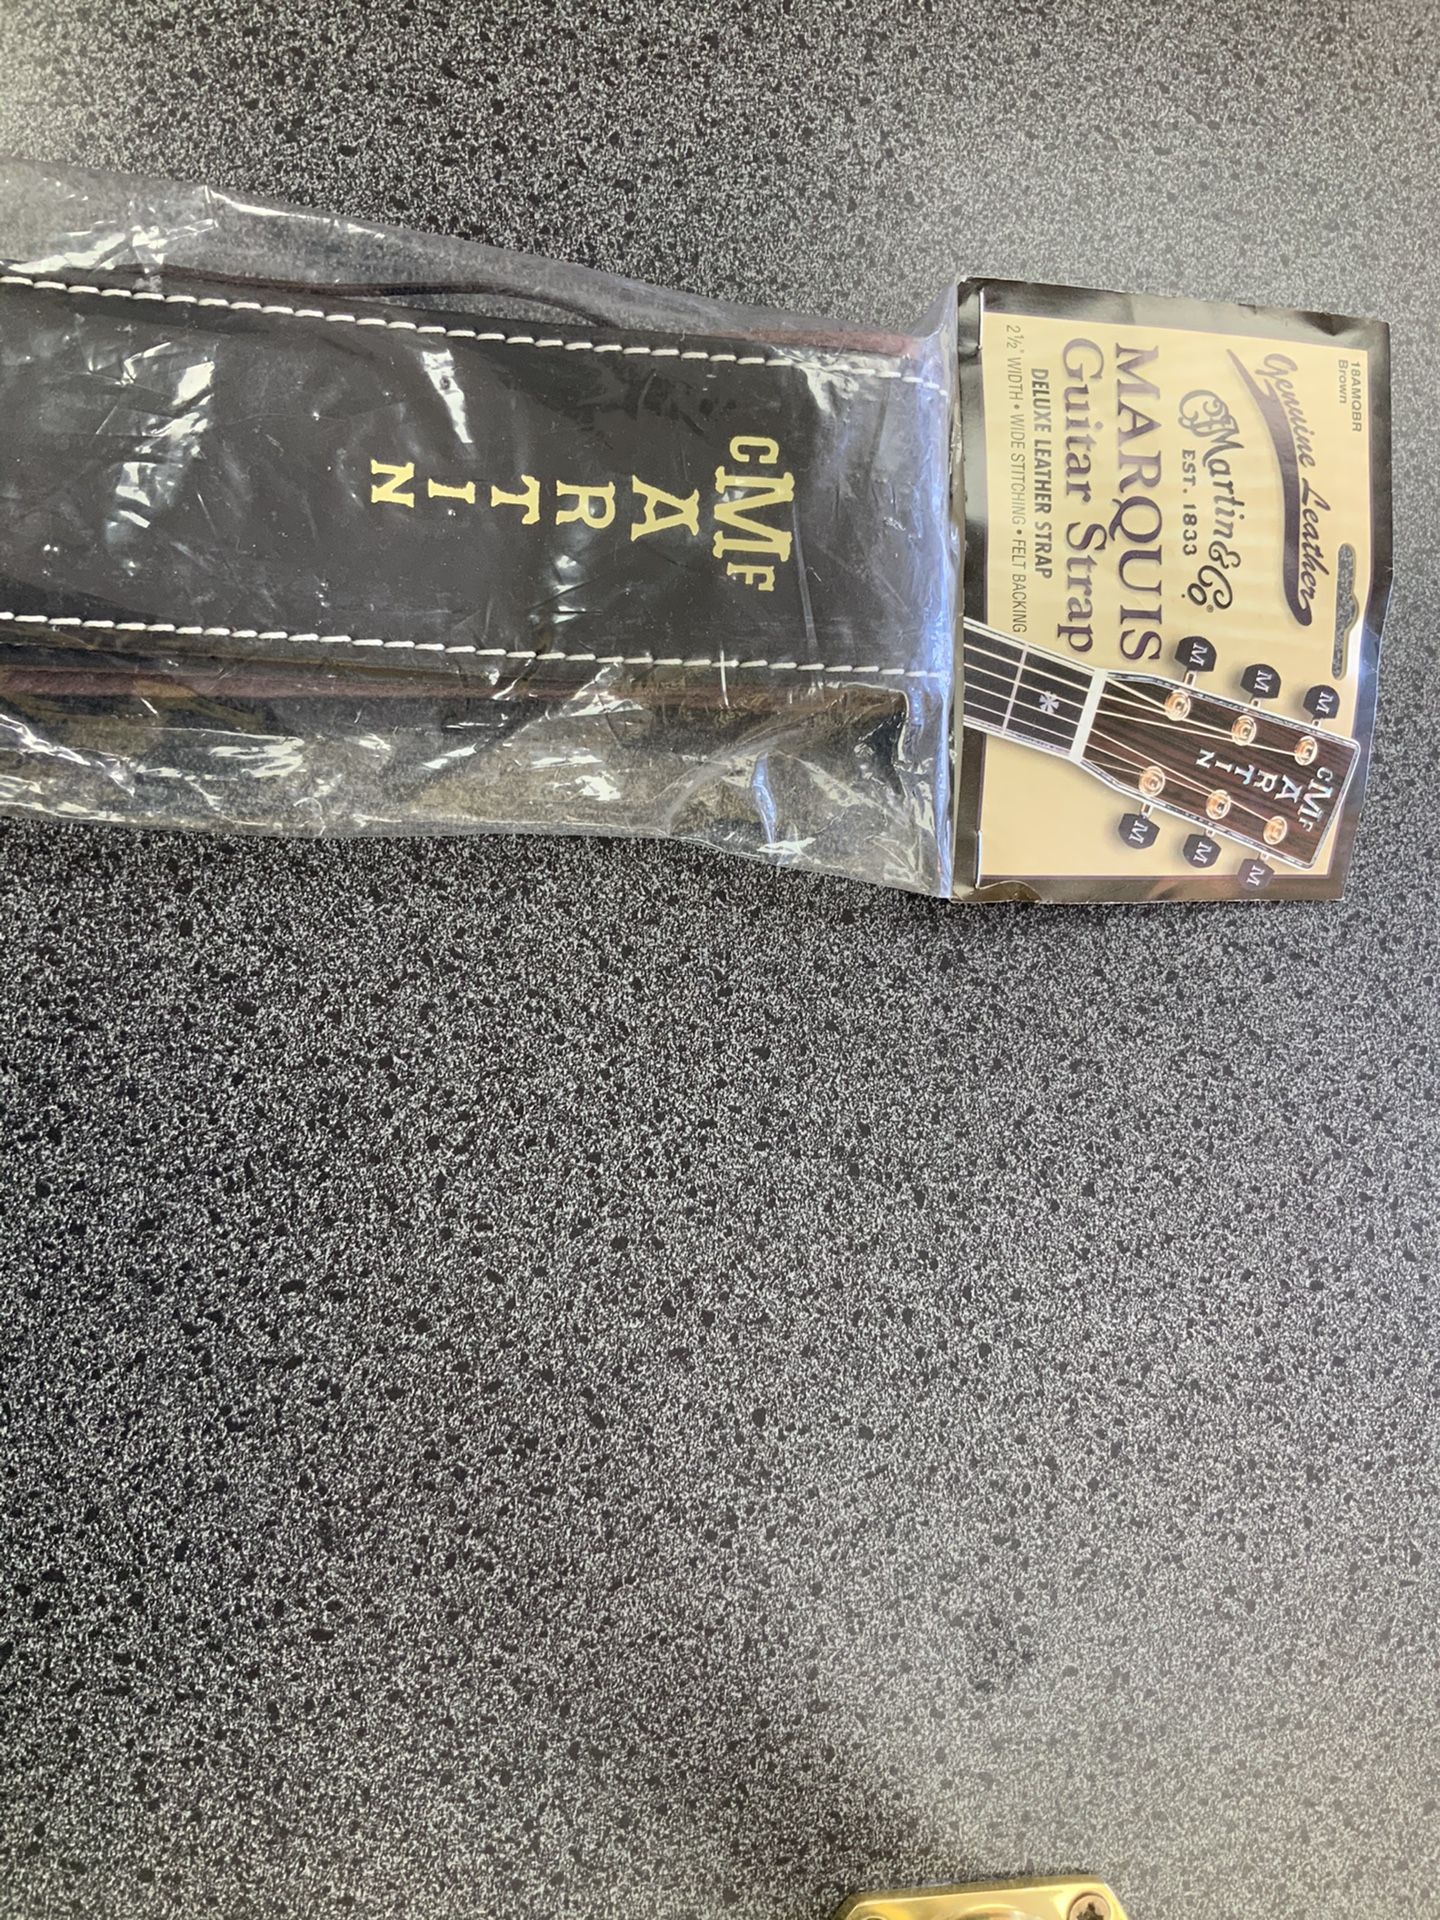 18AMQBR
Brown
Genuine Leather
CFMartin & Co.®
EST. 1833
MARQUIS
Guitar Strap
DELUXE LEATHER STRAP
2½" WIDTH • WIDE STITCHING • FELT BACKING
M
M
M
CMF
A
R
T
I
N
M
M
M
CMF
A
R
T
I
N